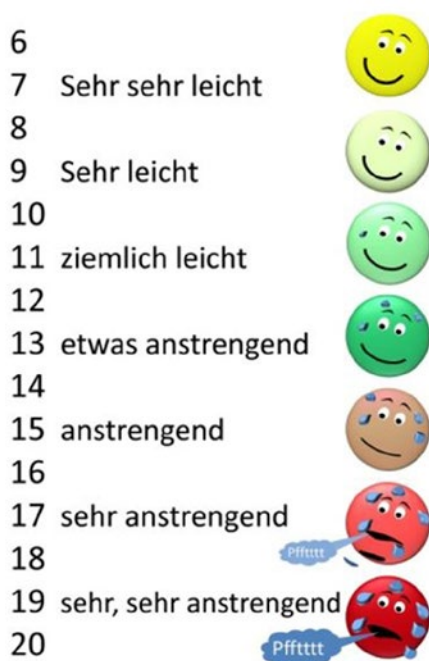 6
7 Sehr sehr leicht
8
9 Sehr leicht
10
11 ziemlich leicht
12
13 etwas anstrengend
14
15 anstrengend
16
17 sehr anstrengend
Pfftttt
18
19 sehr, sehr anstrengend
20
Pfftttt